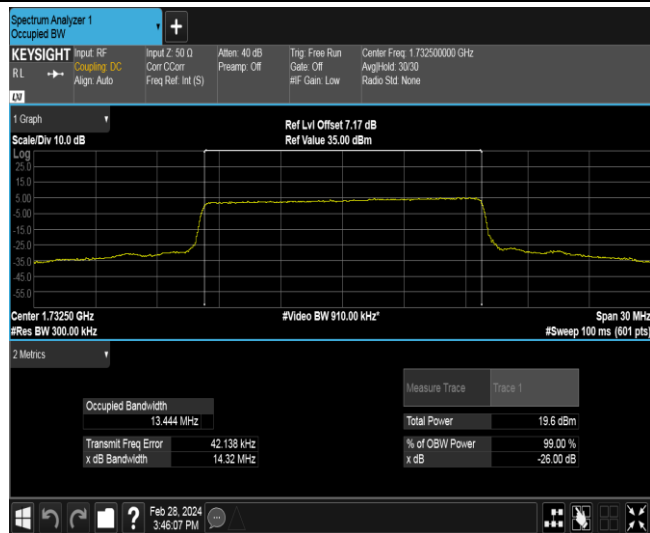 Spectrum Analyzer 1
Occupied BW
+
KEYSIGHT Input: RF Input Z: 50 Ω Atten: 40 dB Trig: Free Run Center Freq: 1.732500000 GHz
RL Coupling: DC Corr CCorr Preamp: Off Gate: Off Avg|Hold: 30/30
Align: Auto Freq Ref: Int (S) #IF Gain: Low Radio Std: None
LXI
1 Graph
Ref Lvl Offset 7.17 dB
Scale/Div 10.0 dB Ref Value 35.00 dBm
Log
25.0
15.0
5.00
-5.00
-15.0
-25.0
-35.0
-45.0
-55.0
Center 1.73250 GHz #Video BW 910.00 kHz* Span 30 MHz
#Res BW 300.00 kHz #Sweep 100 ms (601 pts)
2 Metrics
Measure Trace Trace 1
Occupied Bandwidth
13.444 MHz Total Power 19.6 dBm
Transmit Freq Error 42.138 kHz % of OBW Power 99.00 %
x dB Bandwidth 14.32 MHz x dB -26.00 dB
? Feb 28, 2024
3:46:07 PM